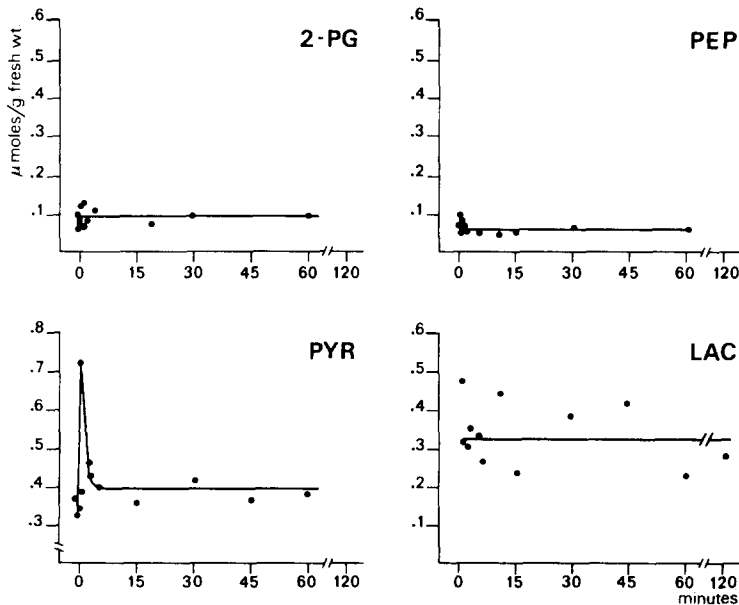 μmoles/g. fresh wt.
2-PG
.6
.5
.4
.3
.2
.1
0 15 30 45 60 120
PEP
.6
.5
.4
.3
.2
.1
0 15 30 45 60 120
PYR
.8
.7
.6
.5
.4
.3
0 15 30 45 60 120
LAC
.6
.5
.4
.3
.2
.1
0 15 30 45 60 120
minutes